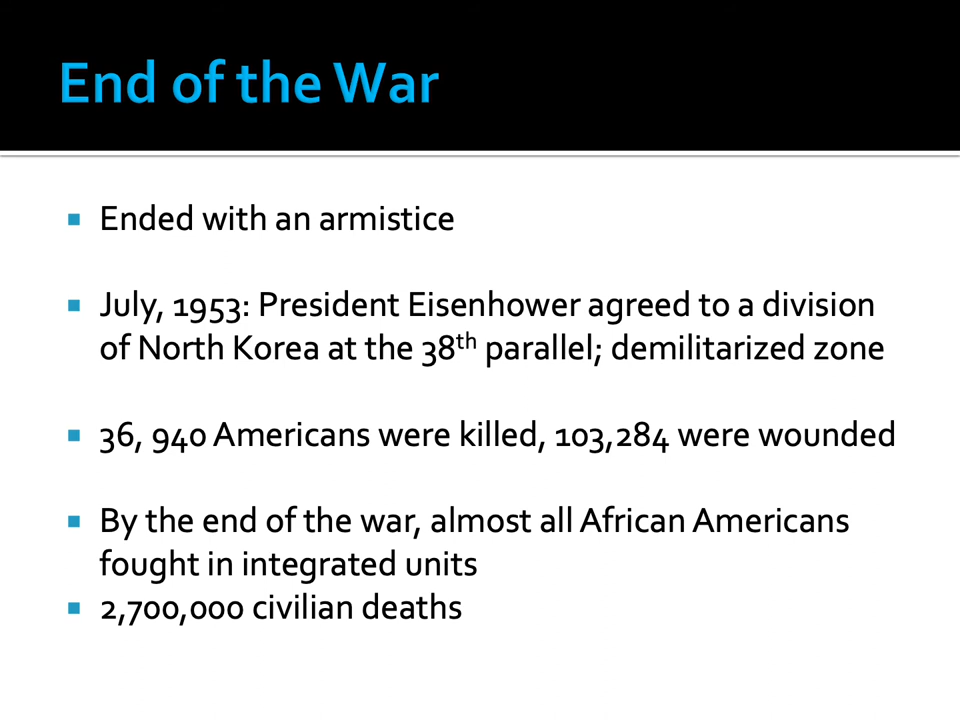 End of the War
Ended with an armistice
July, 1953: President Eisenhower agreed to a division
of North Korea at the 38th parallel; demilitarized zone
36, 940 Americans were killed, 103,284 were wounded
By the end of the war, almost all African Americans
fought in integrated units
2,700,000 civilian deaths